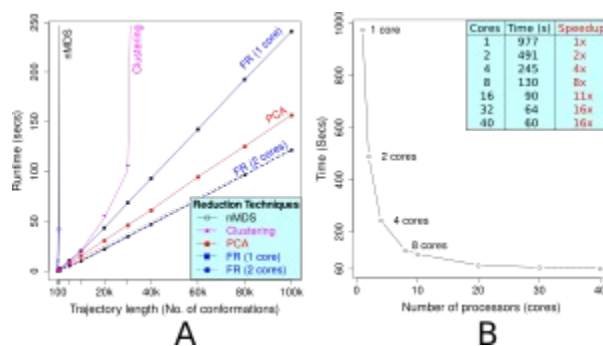 250
200
150
100
50
0
Runtime (secs)
nMDS
Clustering
FR (1 core)
PCA
FR (2 cores)
Reduction Techniques
nMDS
Clustering
PCA
FR (1 core)
FR (2 cores)
100 20k 40k 60k 80k 100k
Trajectory length (No. of conformations)
A
1000
800
600
400
200
60
Time (Secs)
1 core
2 cores
4 cores
8 cores
Cores Time (s) Speedup
1 977 1x
2 491 2x
4 245 4x
8 130 8x
16 90 11x
32 64 16x
40 60 16x
0 10 20 30 40
Number of processors (cores)
B